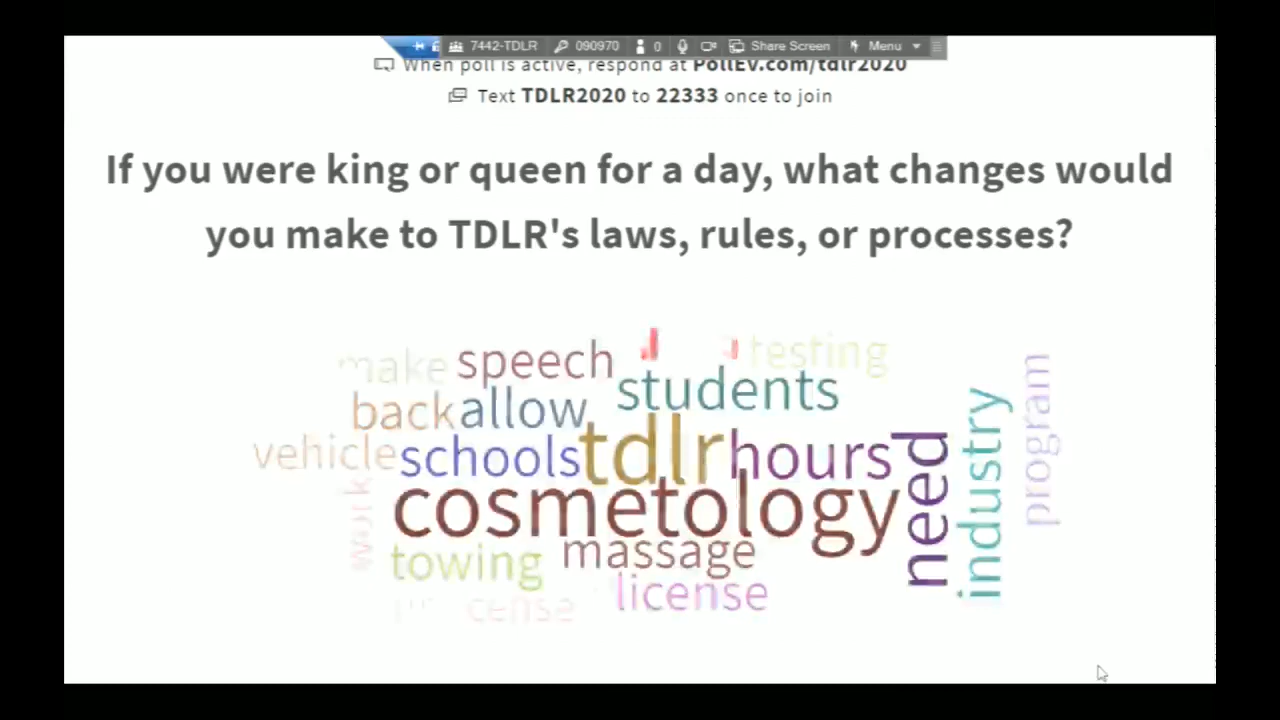 7442-TDLR 090970 0 Share Screen Menu
When poll is active, respond at PollEv.com/tdlr2020
Text TDLR2020 to 22333 once to join
If you were king or queen for a day, what changes would
you make to TDLR's laws, rules, or processes?
make speech testing
back allow students
vehicle schools tdlr hours
cosmetology
need
industry
program
work
towing massage
license